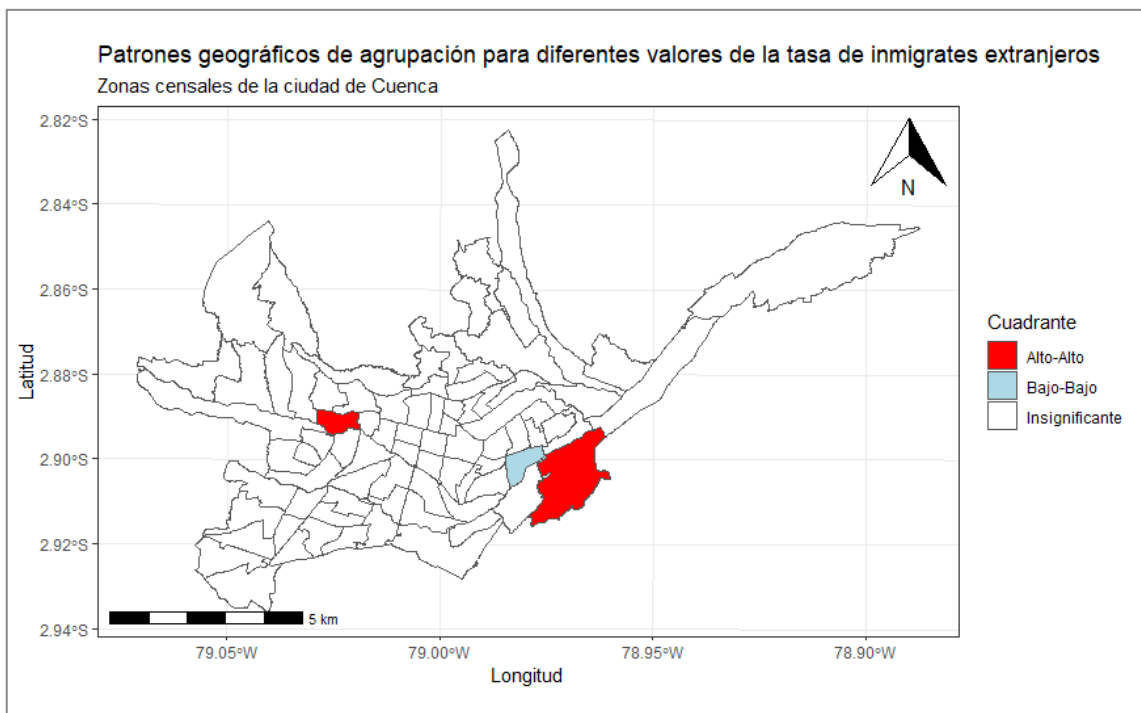 Patrones geográficos de agrupación para diferentes valores de la tasa de inmigrates extranjeros
Zonas censales de la ciudad de Cuenca
2.82°S
2.84°S
2.86°S
2.88°S
2.90°S
2.92°S
2.94°S
Latitud
N
5 km
79.05°W
79.00°W
78.95°W
78.90°W
Longitud
Cuadrante
Alto-Alto
Bajo-Bajo
Insignificante